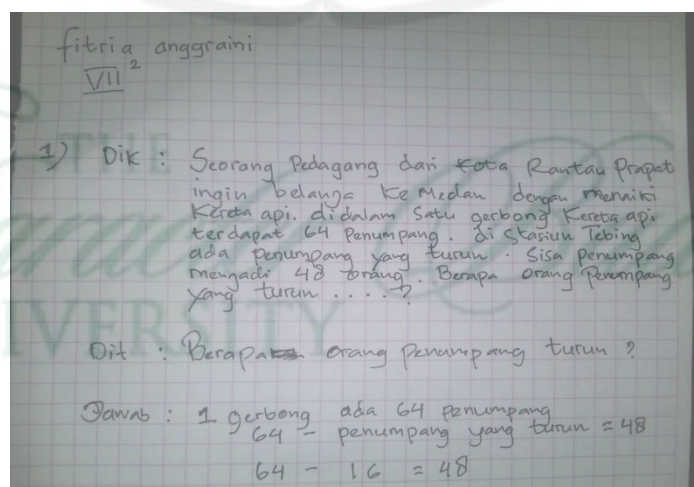 fitria anggraini
VII 2
1) Dik : Seorang Pedagang dari kota Rantau Prapat
ingin belanja ke Medan dengan menaiki
Kereta api. didalam Satu gerbong Kereta api
terdapat 64 Penumpang. di Stasiun Tebing
ada penumpang yang turun. Sisa penumpang
mengadi 48 orang. Berapa orang Penumpang
yang turun ....?
Dit : Berapa orang penumpang turun ?
Jawab : 1 gerbong ada 64 penumpang
64 - penumpang yang turun = 48
64 - 16 = 48
THE
UNIVERSITY